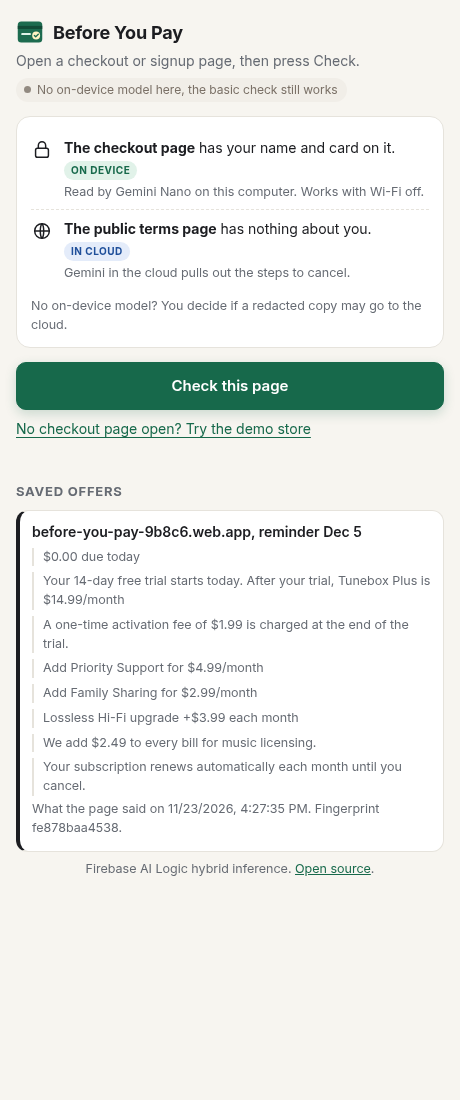 Before You Pay
Open a checkout or signup page, then press Check.
No on-device model here, the basic check still works
The checkout page has your name and card on it.
ON DEVICE
Read by Gemini Nano on this computer. Works with Wi-Fi off.
The public terms page has nothing about you.
IN CLOUD
Gemini in the cloud pulls out the steps to cancel.
No on-device model? You decide if a redacted copy may go to the
cloud.
Check this page
No checkout page open? Try the demo store
SAVED OFFERS
before-you-pay-9b8c6.web.app, reminder Dec 5
$0.00 due today
Your 14-day free trial starts today. After your trial, Tunebox Plus is
$14.99/month
A one-time activation fee of $1.99 is charged at the end of the
trial.
Add Priority Support for $4.99/month
Add Family Sharing for $2.99/month
Lossless Hi-Fi upgrade +$3.99 each month
We add $2.49 to every bill for music licensing.
Your subscription renews automatically each month until you
cancel.
What the page said on 11/23/2026, 4:27:35 PM. Fingerprint
fe878baa4538.
Firebase AI Logic hybrid inference. Open source.